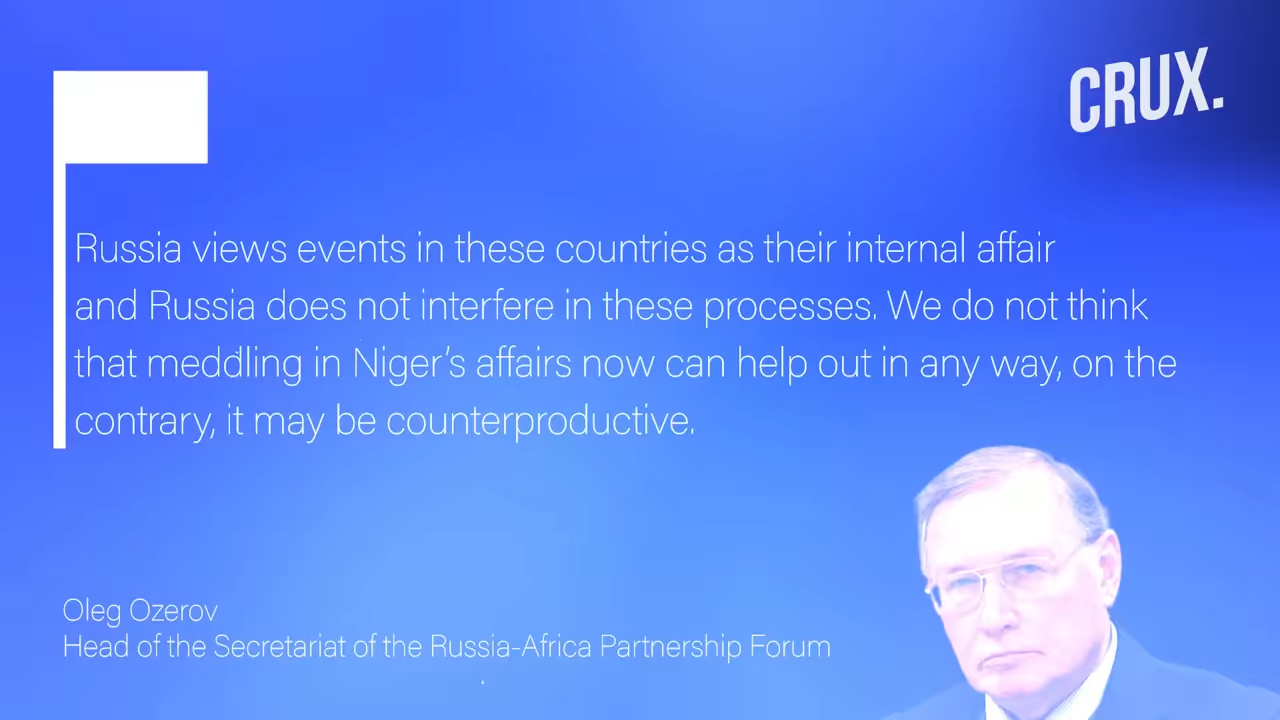 CRUX.
Russia views events in these countries as their internal affair
and Russia does not interfere in these processes. We do not think
that meddling in Niger's affairs now can help out in any way, on the
contrary, it may be counterproductive.
Oleg Ozerov
Head of the Secretariat of the Russia-Africa Partnership Forum